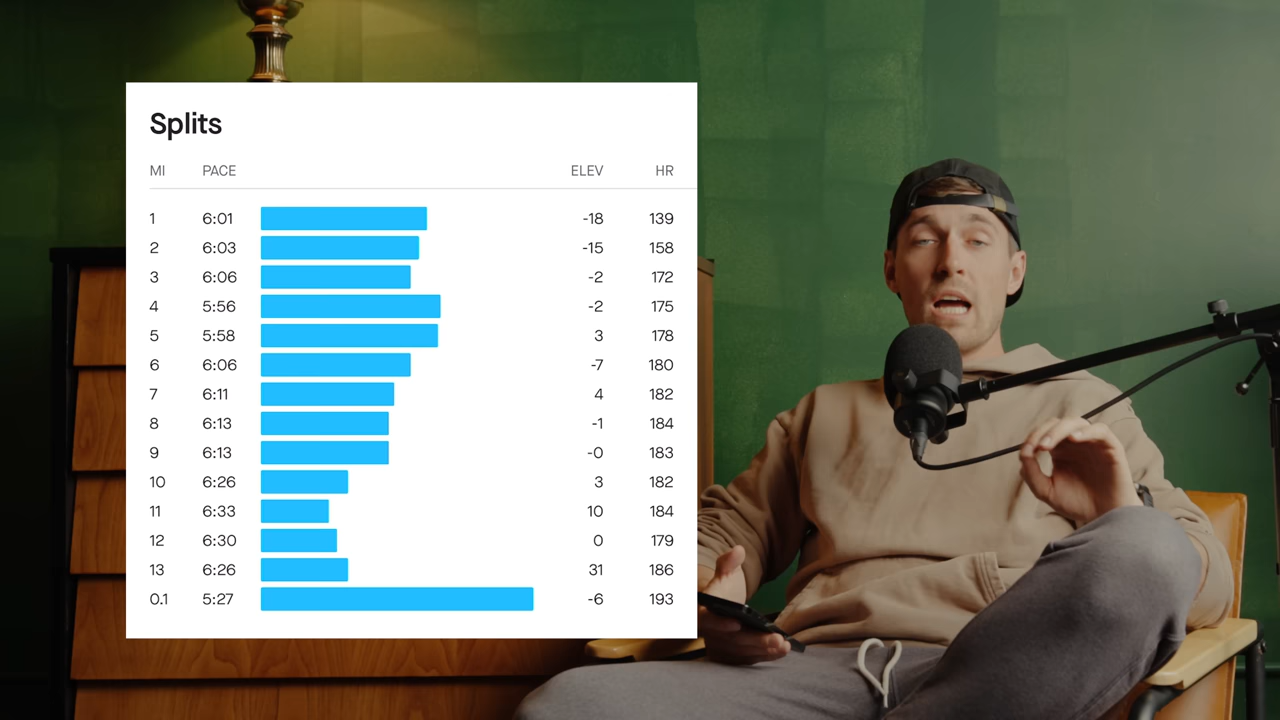 Splits
MI PACE ELEV HR
1 6:01 -18 139
2 6:03 -15 158
3 6:06 -2 172
4 5:56 -2 175
5 5:58 3 178
6 6:06 -7 180
7 6:11 4 182
8 6:13 -1 184
9 6:13 -0 183
10 6:26 3 182
11 6:33 10 184
12 6:30 0 179
13 6:26 31 186
0.1 5:27 -6 193